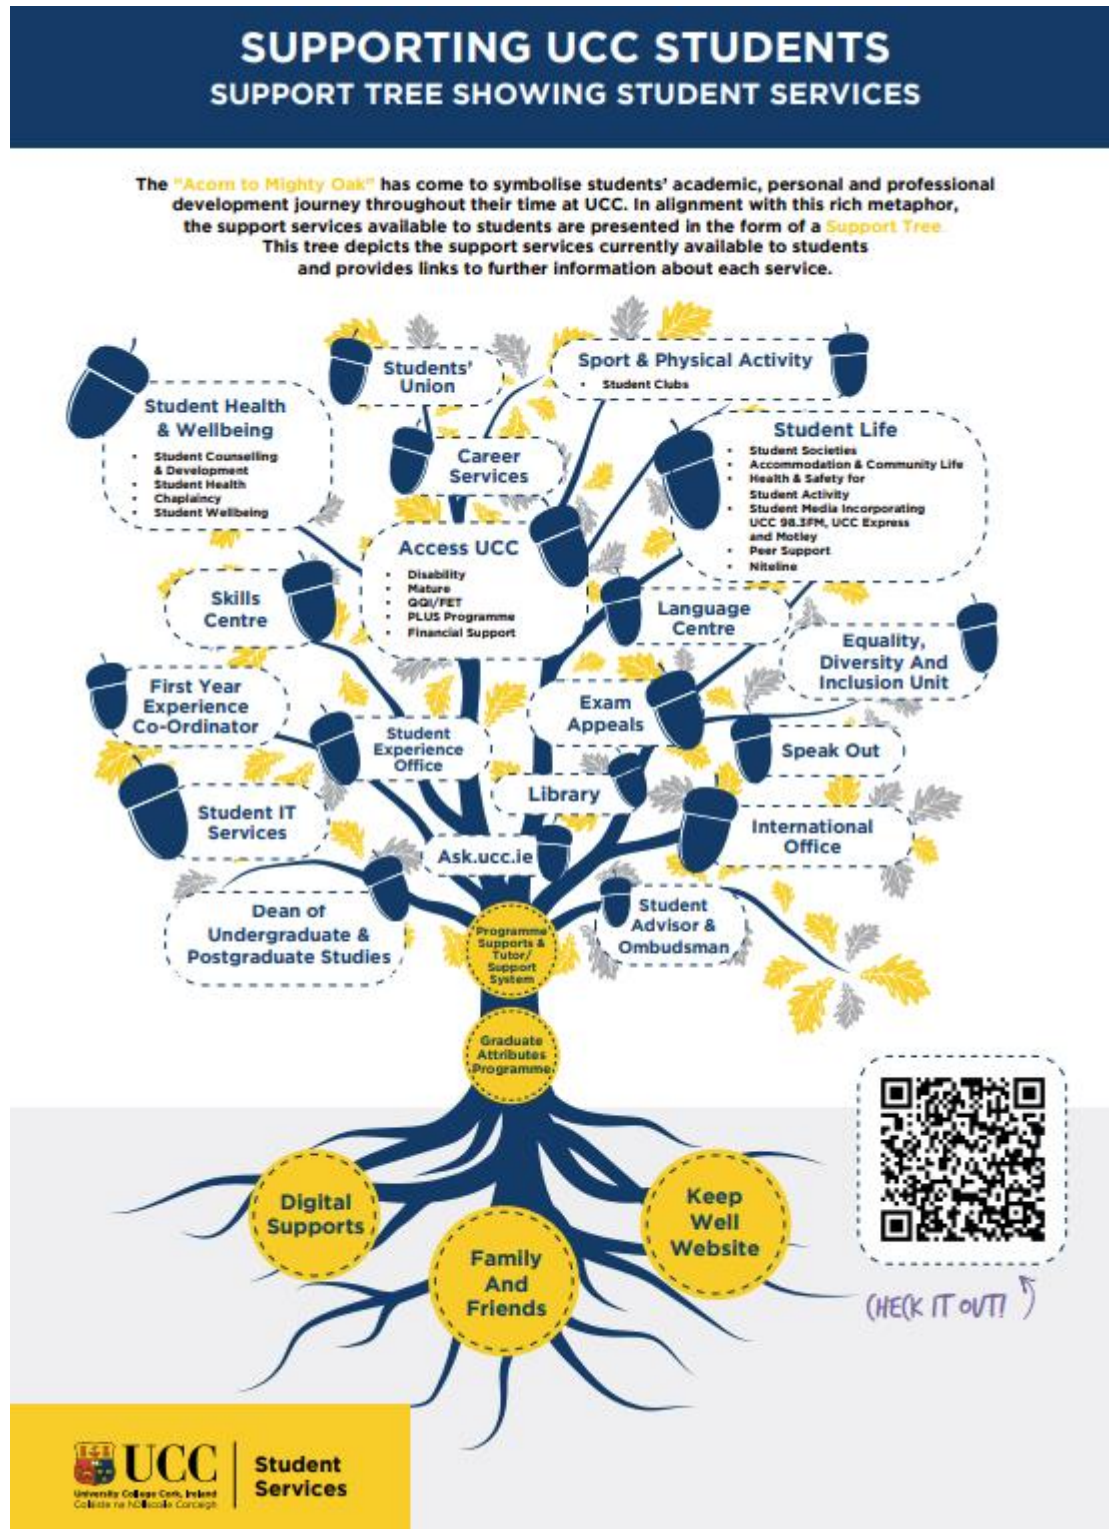 SUPPORTING UCC STUDENTS
SUPPORT TREE SHOWING STUDENT SERVICES
The "Acorn to Mighty Oak" has come to symbolise students' academic, personal and professional
development journey throughout their time at UCC. In alignment with this rich metaphor,
the support services available to students are presented in the form of a Support Tree.
This tree depicts the support services currently available to students
and provides links to further information about each service.
Students'
Union
Sport & Physical Activity
• Student Clubs
Student Health
& Wellbeing
• Student Counselling
& Development
• Student Health
• Chaplaincy
• Student Wellbeing
Career
Services
Student Life
• Student Societies
• Accommodation & Community Life
• Health & Safety for
Student Activity
• Student Media Incorporating
UCC 98.3FM, UCC Express
and Motley
• Peer Support
• Niteline
Access UCC
• Disability
• Mature
• QQI/FET
• PLUS Programme
• Financial Support
Skills
Centre
Language
Centre
Equality,
Diversity And
Inclusion Unit
First Year
Experience
Co-Ordinator
Exam
Appeals
Student
Experience
Office
Speak Out
Library
Student IT
Services
International
Office
Ask.ucc.ie
Dean of
Undergraduate &
Postgraduate Studies
Student
Advisor &
Ombudsman
Programme
Supports &
Tutor/
Support
System
Graduate
Attributes
Programme
Digital
Supports
Keep
Well
Website
Family
And
Friends
CHECK IT OUT!
UCC
University College Cork, Ireland
Coláiste na hOllscoile Corcaigh
Student
Services